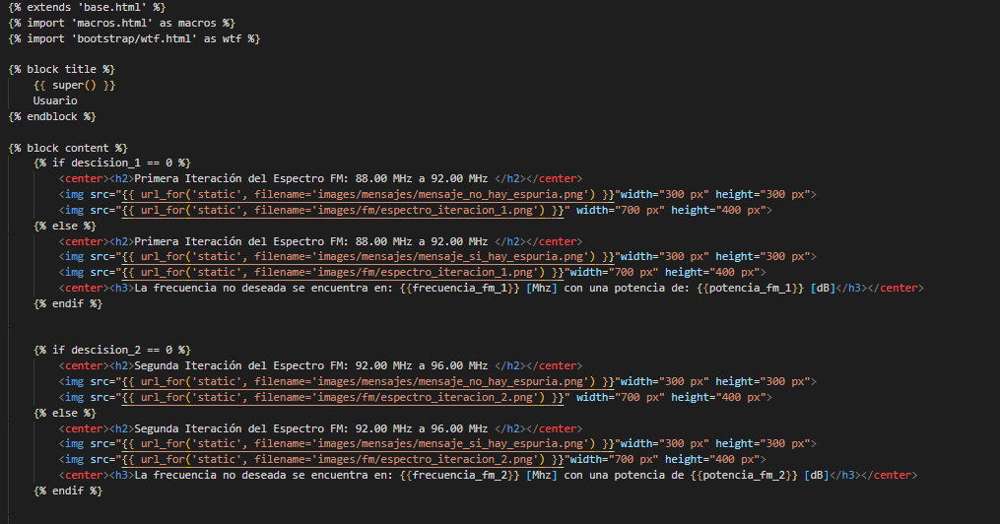 {% extends 'base.html' %}
{% import 'macros.html' as macros %}
{% import 'bootstrap/wtf.html' as wtf %}
{% block title %}
{{ super() }}
Usuario
{% endblock %}
{% block content %}
{% if descision_1 == 0 %}
<center><h2>Primera Iteración del Espectro FM: 88.00 MHz a 92.00 MHz </h2></center>
<img src="{{ url_for('static', filename='images/mensajes/mensaje_no_hay_espuria.png') }}"width="300 px" height="300 px">
<img src="{{ url_for('static', filename='images/fm/espectro_iteracion_1.png') }}" width="700 px" height="400 px">
{% else %}
<center><h2>Primera Iteración del Espectro FM: 88.00 MHz a 92.00 MHz </h2></center>
<img src="{{ url_for('static', filename='images/mensajes/mensaje_si_hay_espuria.png') }}"width="300 px" height="300 px">
<img src="{{ url_for('static', filename='images/fm/espectro_iteracion_1.png') }}"width="700 px" height="400 px">
<center><h3>La frecuencia no deseada se encuentra en: {{frecuencia_fm_1}} [Mhz] con una potencia de: {{potencia_fm_1}} [dB]</h3></center>
{% endif %}
{% if descision_2 == 0 %}
<center><h2>Segunda Iteración del Espectro FM: 92.00 MHz a 96.00 MHz </h2></center>
<img src="{{ url_for('static', filename='images/mensajes/mensaje_no_hay_espuria.png') }}"width="300 px" height="300 px">
<img src="{{ url_for('static', filename='images/fm/espectro_iteracion_2.png') }}" width="700 px" height="400 px">
{% else %}
<center><h2>Segunda Iteración del Espectro FM: 92.00 MHz a 96.00 MHz </h2></center>
<img src="{{ url_for('static', filename='images/mensajes/mensaje_si_hay_espuria.png') }}"width="300 px" height="300 px">
<img src="{{ url_for('static', filename='images/fm/espectro_iteracion_2.png') }}"width="700 px" height="400 px">
<center><h3>La frecuencia no deseada se encuentra en: {{frecuencia_fm_2}} [Mhz] con una potencia de {{potencia_fm_2}} [dB]</h3></center>
{% endif %}